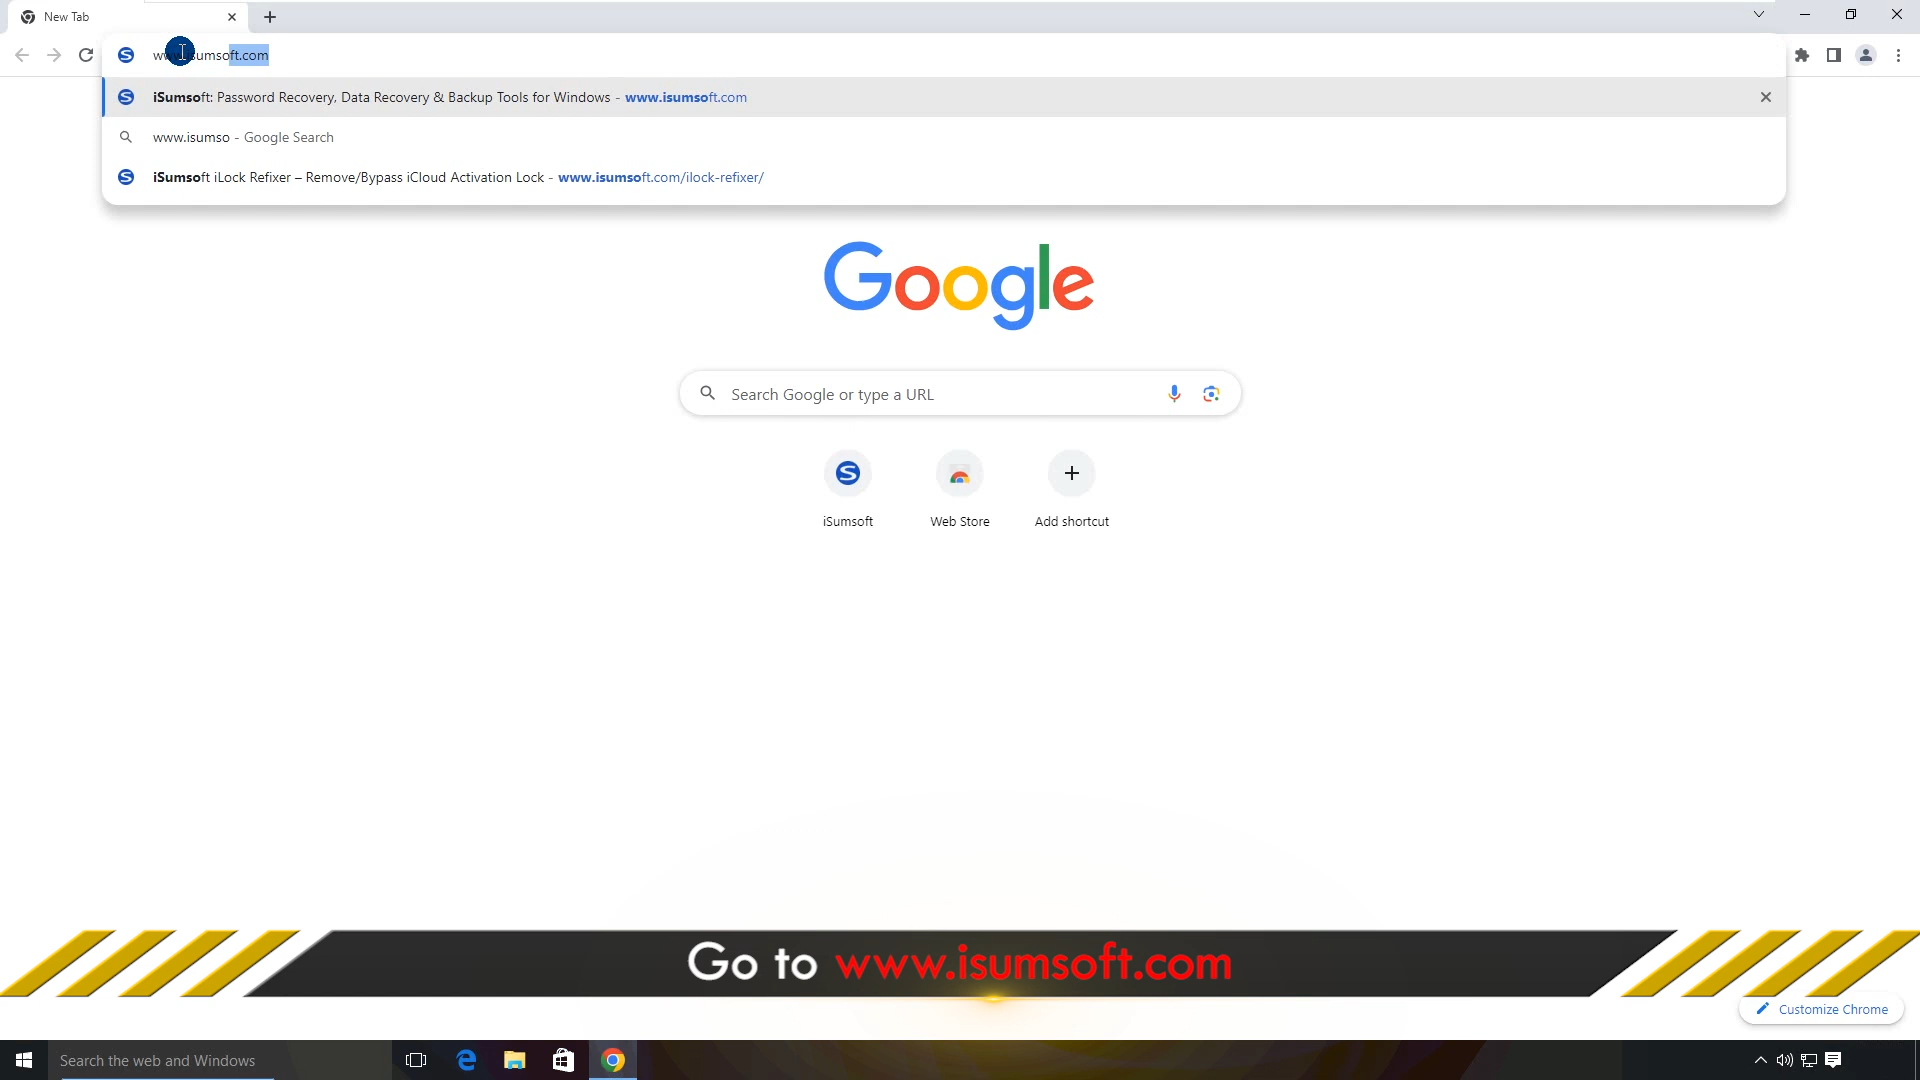 New Tab
www.isumsoft.com
iSumsoft: Password Recovery, Data Recovery & Backup Tools for Windows - www.isumsoft.com
www.isumso - Google Search
iSumsoft iLock Refixer – Remove/Bypass iCloud Activation Lock - www.isumsoft.com/ilock-refixer/
Google
Search Google or type a URL
iSumsoft
Web Store
Add shortcut
Go to www.isumsoft.com
Customize Chrome
Search the web and Windows